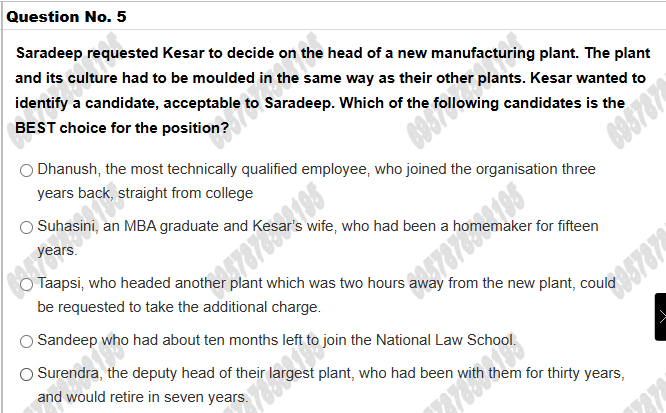 Question No. 5
Saradeep requested Kesar to decide on the head of a new manufacturing plant. The plant
and its culture had to be moulded in the same way as their other plants. Kesar wanted to
identify a candidate, acceptable to Saradeep. Which of the following candidates is the
BEST choice for the position?
Dhanush, the most technically qualified employee, who joined the organisation three
years back, straight from college
Suhasini, an MBA graduate and Kesar's wife, who had been a homemaker for fifteen
years.
Taapsi, who headed another plant which was two hours away from the new plant, could
be requested to take the additional charge.
Sandeep who had about ten months left to join the National Law School.
Surendra, the deputy head of their largest plant, who had been with them for thirty years,
and would retire in seven years.